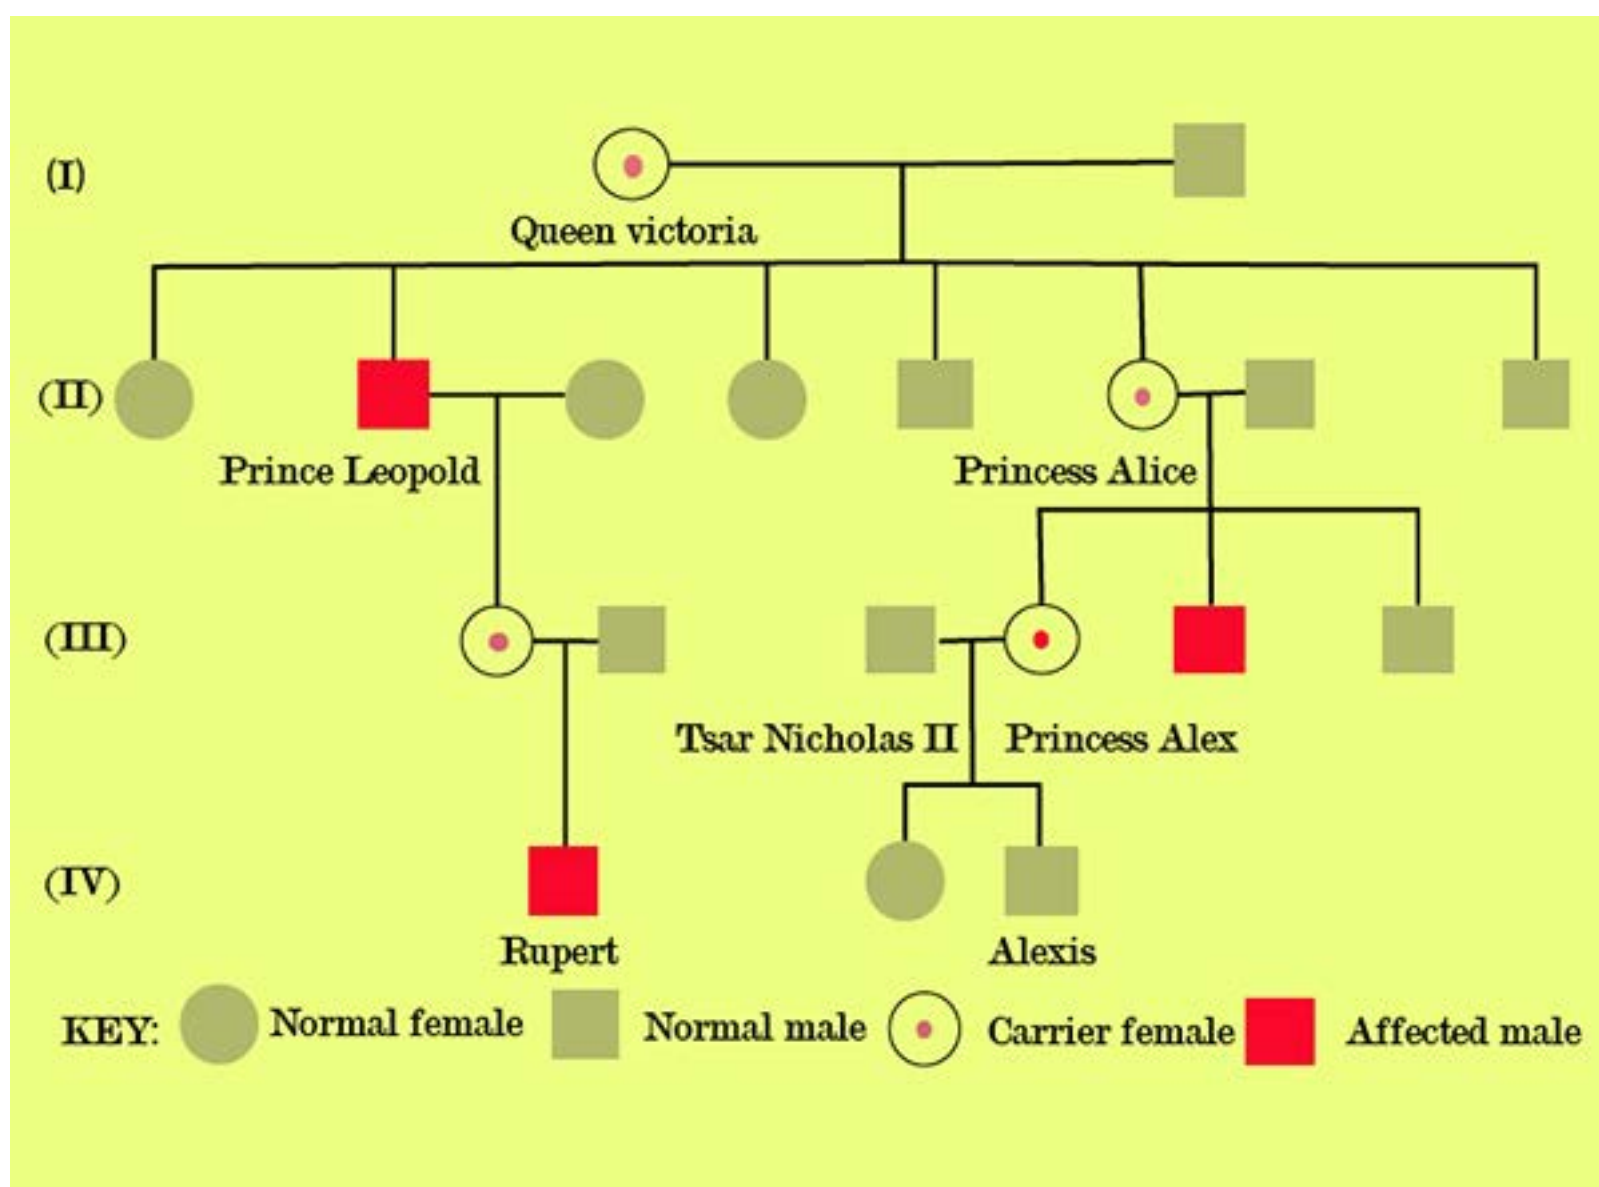 (I)
Queen victoria
(II)
Prince Leopold
Princess Alice
(III)
Tsar Nicholas II
Princess Alex
(IV)
Rupert
Alexis
KEY: Normal female Normal male Carrier female Affected male